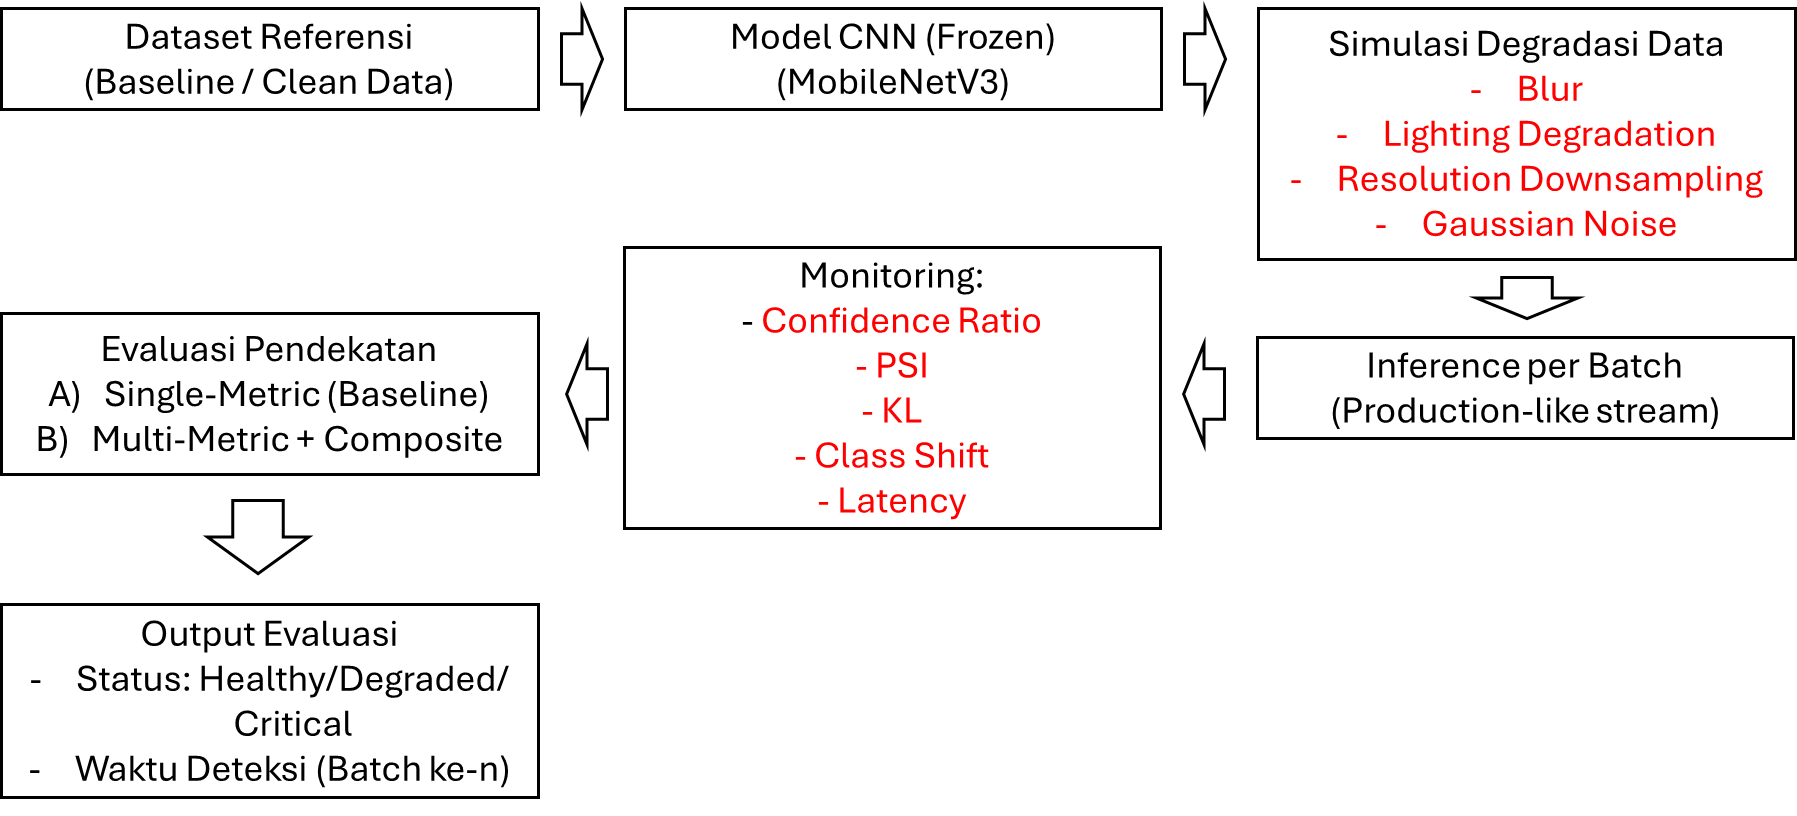 Dataset Referensi
(Baseline / Clean Data)
Model CNN (Frozen)
(MobileNetV3)
Simulasi Degradasi Data
- Blur
- Lighting Degradation
- Resolution Downsampling
- Gaussian Noise
Inference per Batch
(Production-like stream)
Monitoring:
- Confidence Ratio
- PSI
- KL
- Class Shift
- Latency
Evaluasi Pendekatan
A) Single-Metric (Baseline)
B) Multi-Metric + Composite
Output Evaluasi
- Status: Healthy/Degraded/
Critical
- Waktu Deteksi (Batch ke-n)